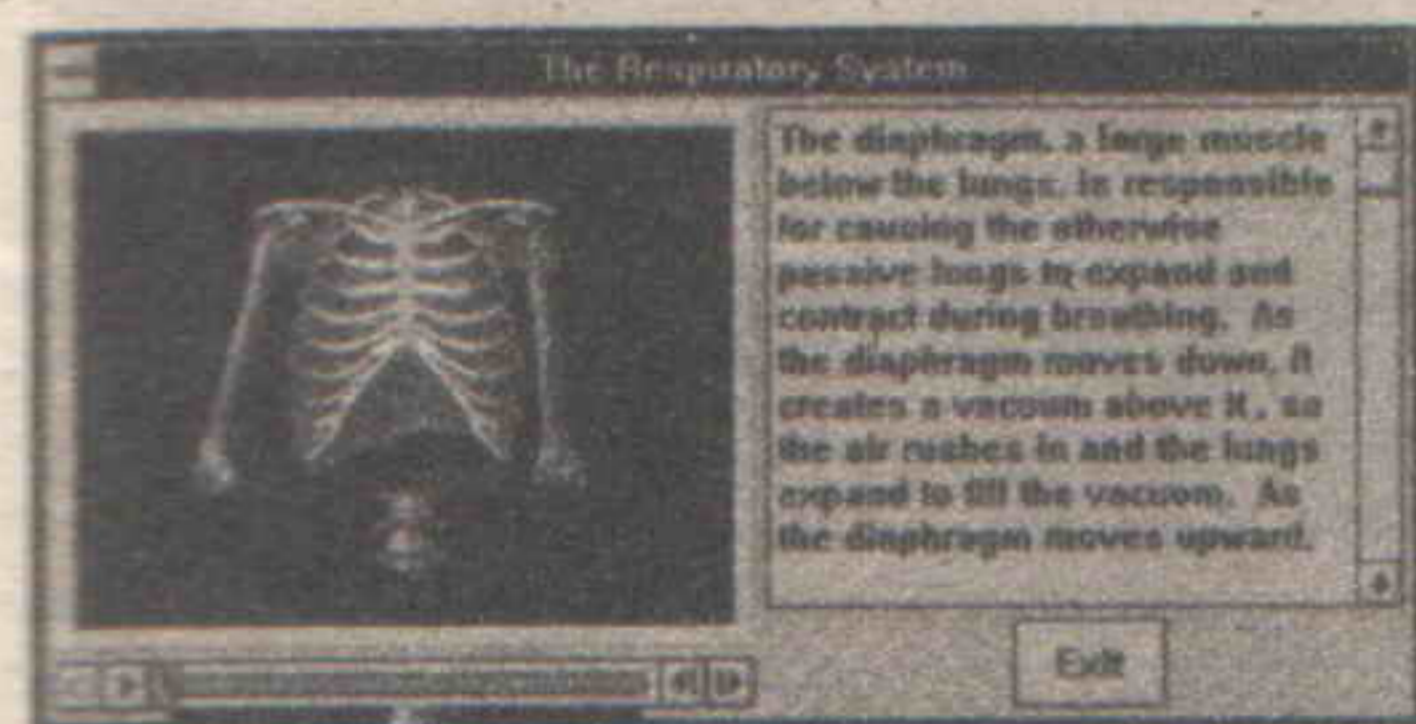 The Respiratory System
The diaphragm, a large muscle
below the lungs, is responsible
for causing the otherwise
passive lungs to expand and
contract during breathing. As
the diaphragm moves down, it
creates a vacuum above it, so
the air rushes in and the lungs
expand to fill the vacuum. As
the diaphragm moves upward,
Exit